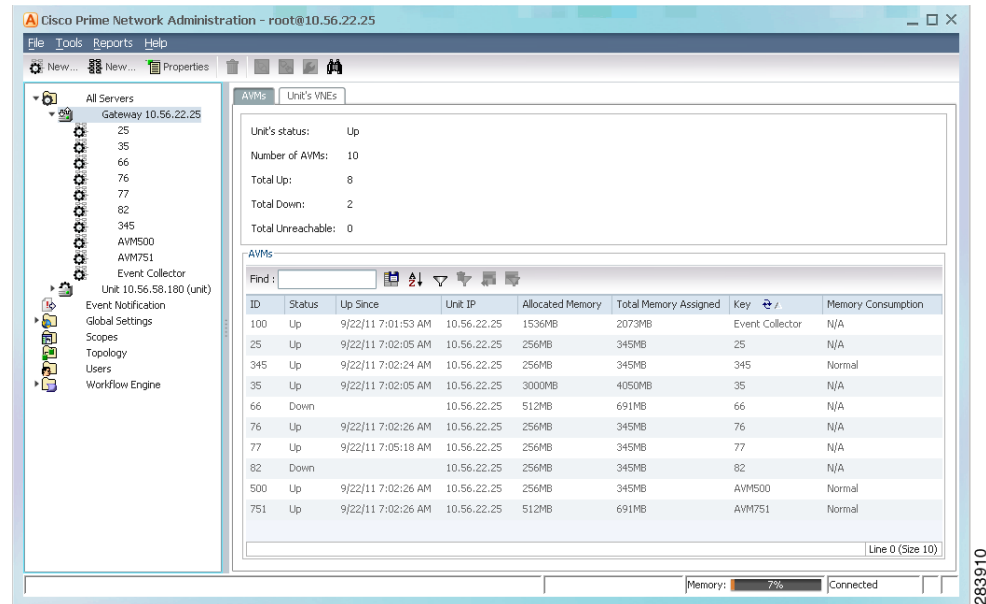 Cisco Prime Network Administration - root@10.56.22.25
File Tools Reports Help
New... New... Properties
All Servers
Gateway 10.56.22.25
25
35
66
76
77
82
345
AVM500
AVM751
Event Collector
Unit 10.56.58.180 (unit)
Event Notification
Global Settings
Scopes
Topology
Users
Workflow Engine
AVMs Unit's VNEs
Unit's status: Up
Number of AVMs: 10
Total Up: 8
Total Down: 2
Total Unreachable: 0
AVMs
Find :
ID Status Up Since Unit IP Allocated Memory Total Memory Assigned Key Memory Consumption
100 Up 9/22/11 7:01:53 AM 10.56.22.25 1536MB 2073MB Event Collector N/A
25 Up 9/22/11 7:02:05 AM 10.56.22.25 256MB 345MB 25 N/A
345 Up 9/22/11 7:02:24 AM 10.56.22.25 256MB 345MB 345 Normal
35 Up 9/22/11 7:02:05 AM 10.56.22.25 3000MB 4050MB 35 N/A
66 Down 10.56.22.25 512MB 691MB 66 N/A
76 Up 9/22/11 7:02:26 AM 10.56.22.25 256MB 345MB 76 N/A
77 Up 9/22/11 7:05:18 AM 10.56.22.25 256MB 345MB 77 N/A
82 Down 10.56.22.25 256MB 345MB 82 N/A
500 Up 9/22/11 7:02:26 AM 10.56.22.25 256MB 345MB AVM500 Normal
751 Up 9/22/11 7:02:26 AM 10.56.22.25 512MB 691MB AVM751 Normal
Line 0 (Size 10)
Memory: 7% Connected
283910